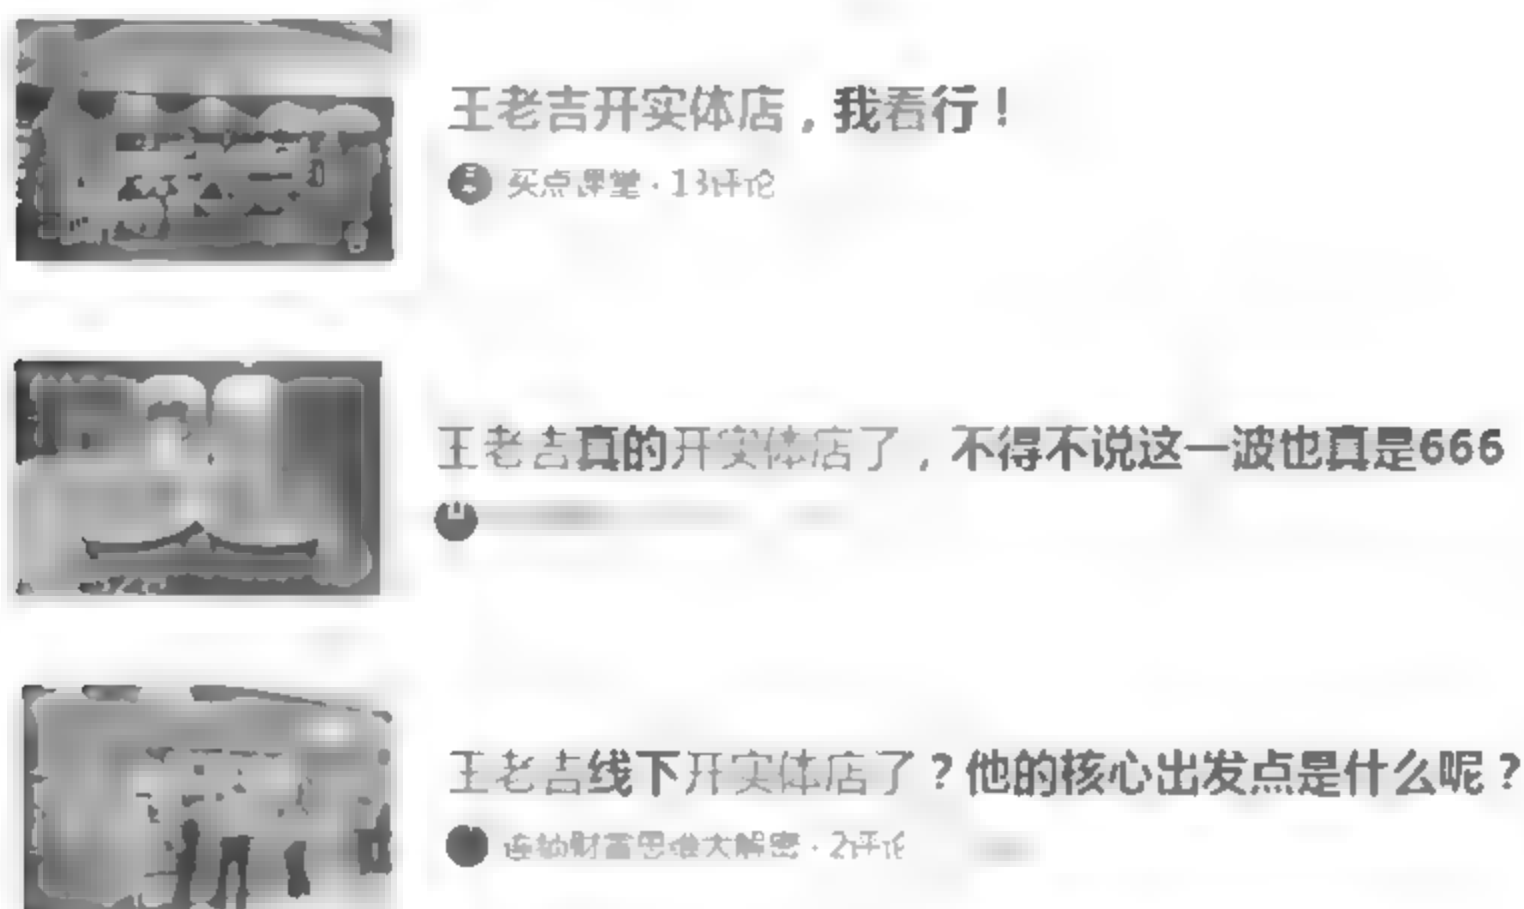 王老吉开实体店，我看行！
买点课堂 · 13评论
王老吉真的开实体店了，不得不说这一波也真是666
王老吉线下开实体店了？他的核心出发点是什么呢？
财富思维大解密 · 2评论